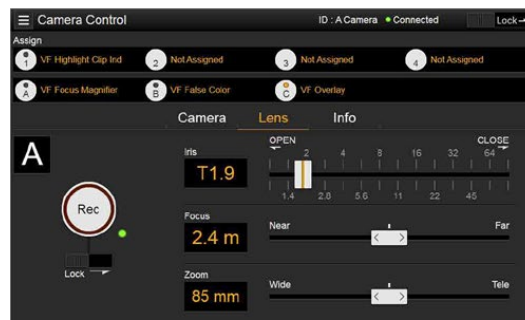 Camera Control ID : A Camera Connected Lock
Assign
1 VF Highlight Clip Ind 2 Not Assigned 3 Not Assigned 4 Not Assigned
A VF Focus Magnifier B VF False Color C VF Overlay
Camera Lens Info
A
Rec
Lock
Iris
T1.9
OPEN CLOSE
2 4 8 16 32 64
1.4 2.8 5.6 11 22 45
Focus
2.4 m
Near Far
Zoom
85 mm
Wide Tele